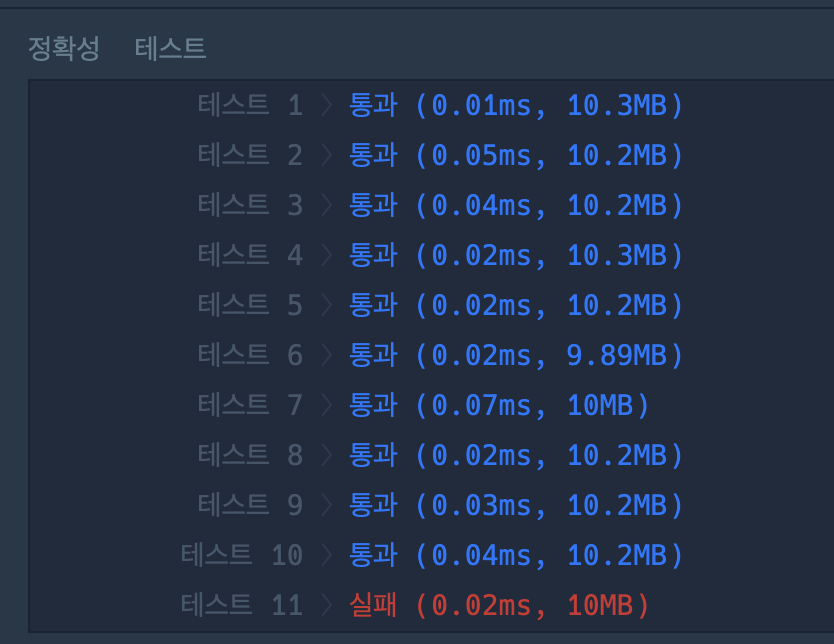 정확성 테스트
테스트 1 〉 통과 (0.01ms, 10.3MB)
테스트 2 〉 통과 (0.05ms, 10.2MB)
테스트 3 〉 통과 (0.04ms, 10.2MB)
테스트 4 〉 통과 (0.02ms, 10.3MB)
테스트 5 〉 통과 (0.02ms, 10.2MB)
테스트 6 〉 통과 (0.02ms, 9.89MB)
테스트 7 〉 통과 (0.07ms, 10MB)
테스트 8 〉 통과 (0.02ms, 10.2MB)
테스트 9 〉 통과 (0.03ms, 10.2MB)
테스트 10 〉 통과 (0.04ms, 10.2MB)
테스트 11 〉 실패 (0.02ms, 10MB)